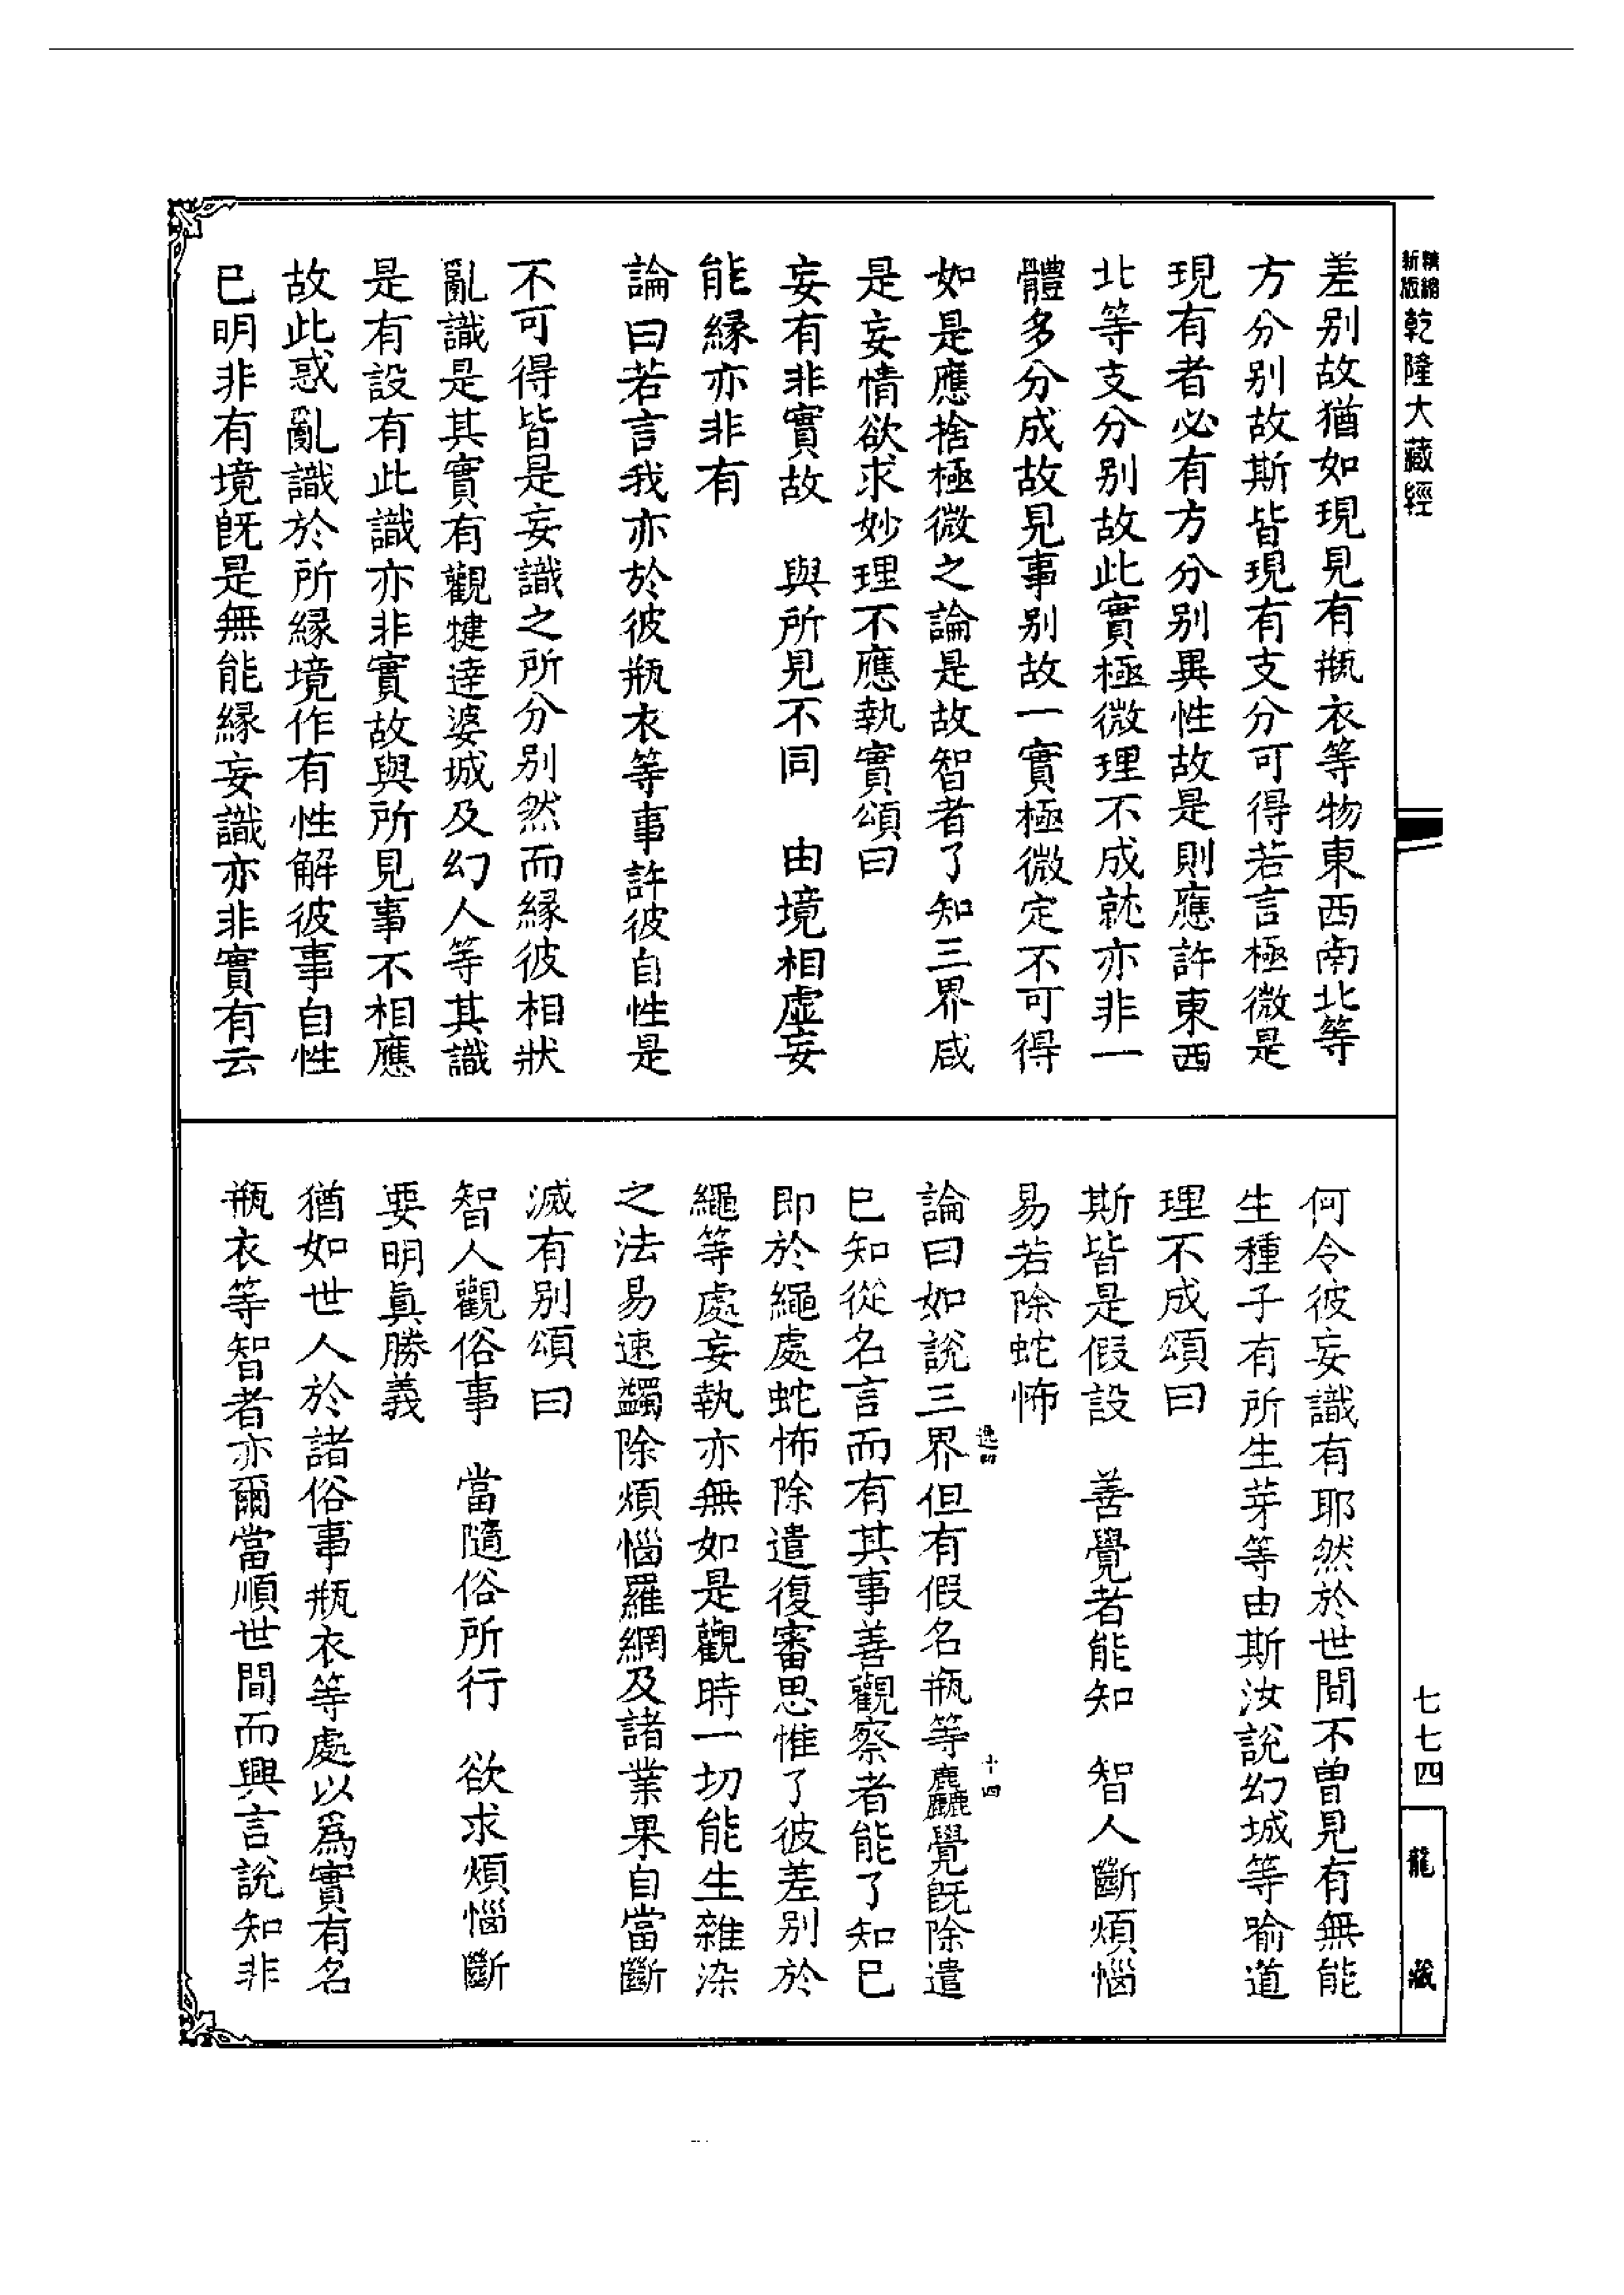 精縮新版乾隆大藏經
差別故猶如現見有瓶衣等物東西南北等
方分別故斯皆現有支分可得若言極微是
現有者必有方分別異性故是則應許東西
北等支分別故此實極微理不成就亦非一
體多分成故見事別故一實極微定不可得
如是應捨極微之論是故智者了知三界咸
是妄情欲求妙理不應執實頌曰
妄有非實故　與所見不同　由境相虛妄
能緣亦非有
論曰若言我亦於彼瓶衣等事許彼自性是
不可得皆是妄識之所分別然而緣彼相狀
亂識是其實有觀犍達婆城及幻人等其識
是有設有此識亦非實故與所見事不相應
故此惑亂識於所緣境作有性解彼事自性
已明非有境既是無能緣妄識亦非實有云
何令彼妄識有耶然於世間不曾見有無能
生種子有所生芽等由斯汝說幻城等喻道
理不成頌曰
斯皆是假設　善覺者能知　智人斷煩惱
易若除蛇怖
論曰如說三界但有假名瓶等麤覺既除遣
已知從名言而有其事善觀察者能了知已
即於繩處蛇怖除遣復審思惟了彼差別於
繩等處妄執亦無如是觀時一切能生雜染
之法易速蠲除煩惱羅網及諸業果自當斷
滅有別頌曰
智人觀俗事　當隨俗所行　欲求煩惱斷
要明眞勝義
猶如世人於諸俗事瓶衣等處以為實有名
瓶衣等智者亦爾當順世間而興言說知非
十四
七七四
龍藏